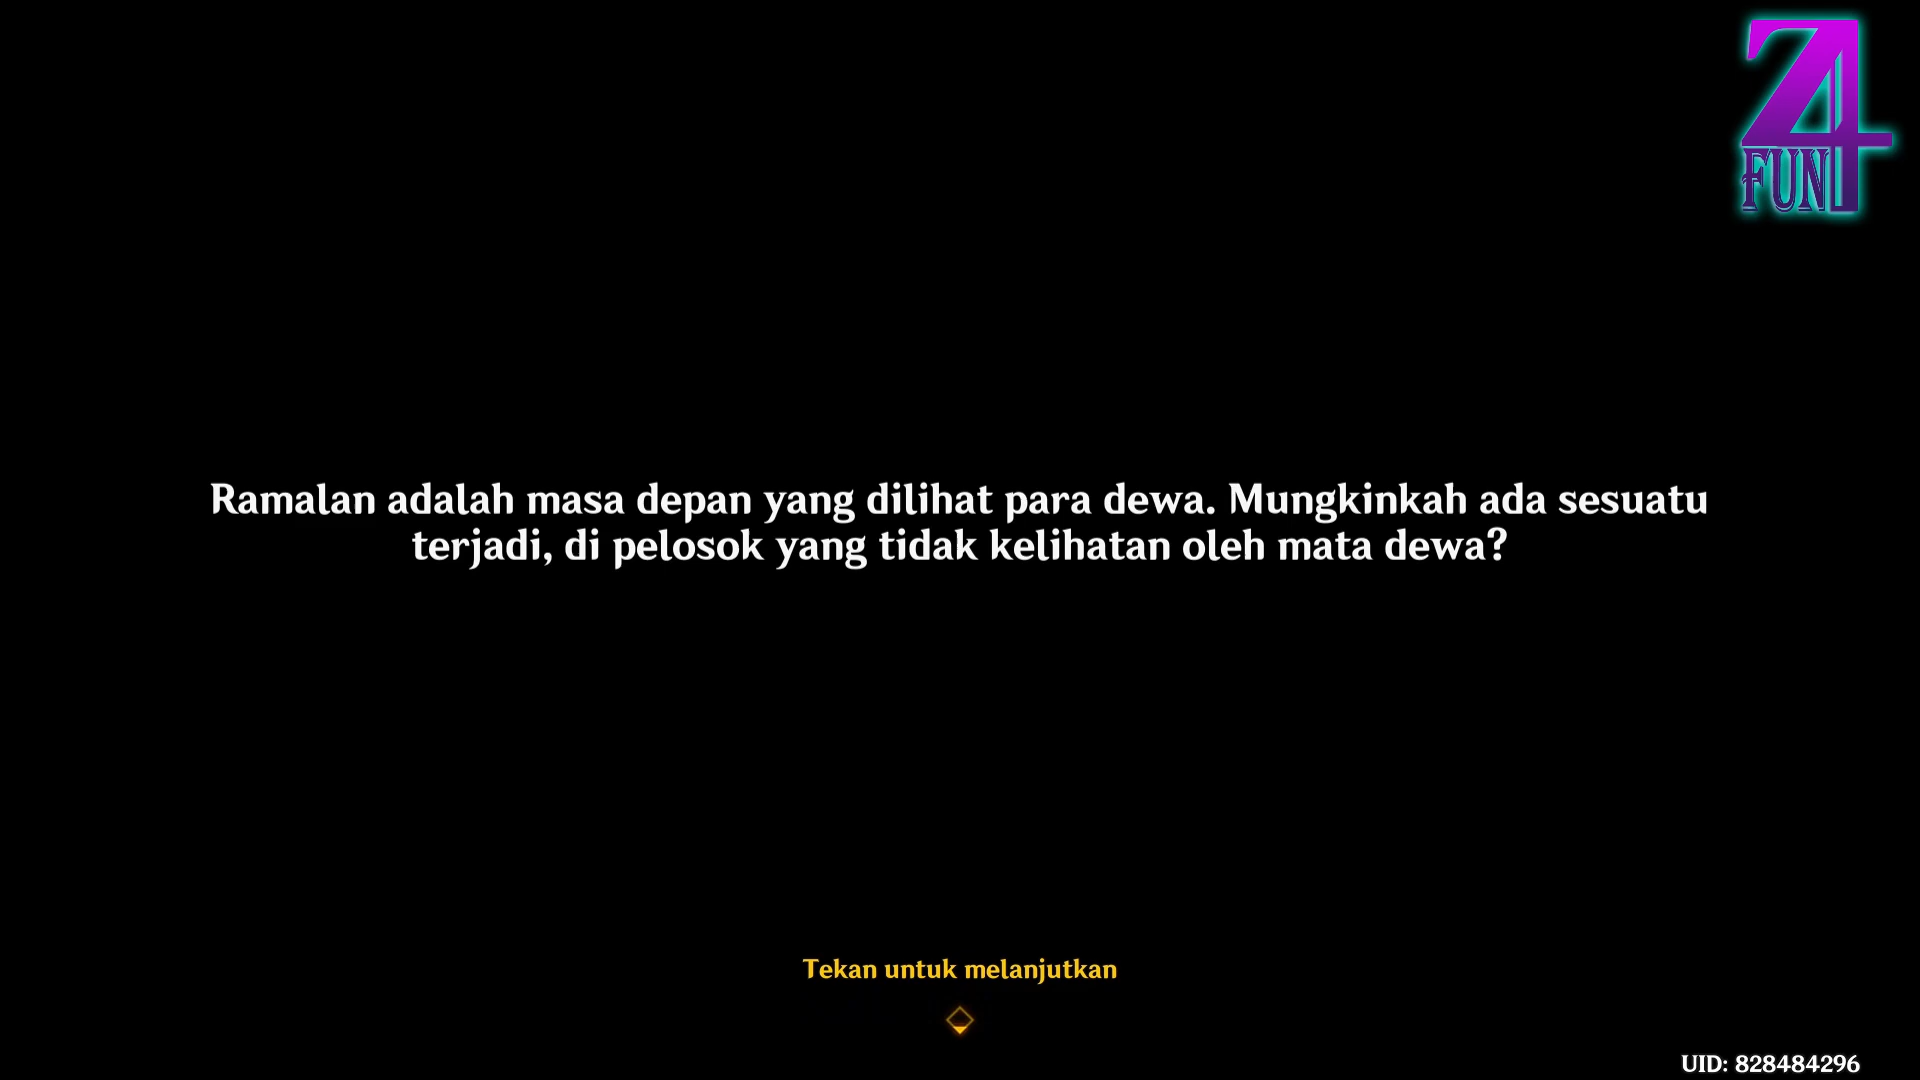 Z4
FUN
Ramalan adalah masa depan yang dilihat para dewa. Mungkinkah ada sesuatu
terjadi, di pelosok yang tidak kelihatan oleh mata dewa?
Tekan untuk melanjutkan
UID: 828484296